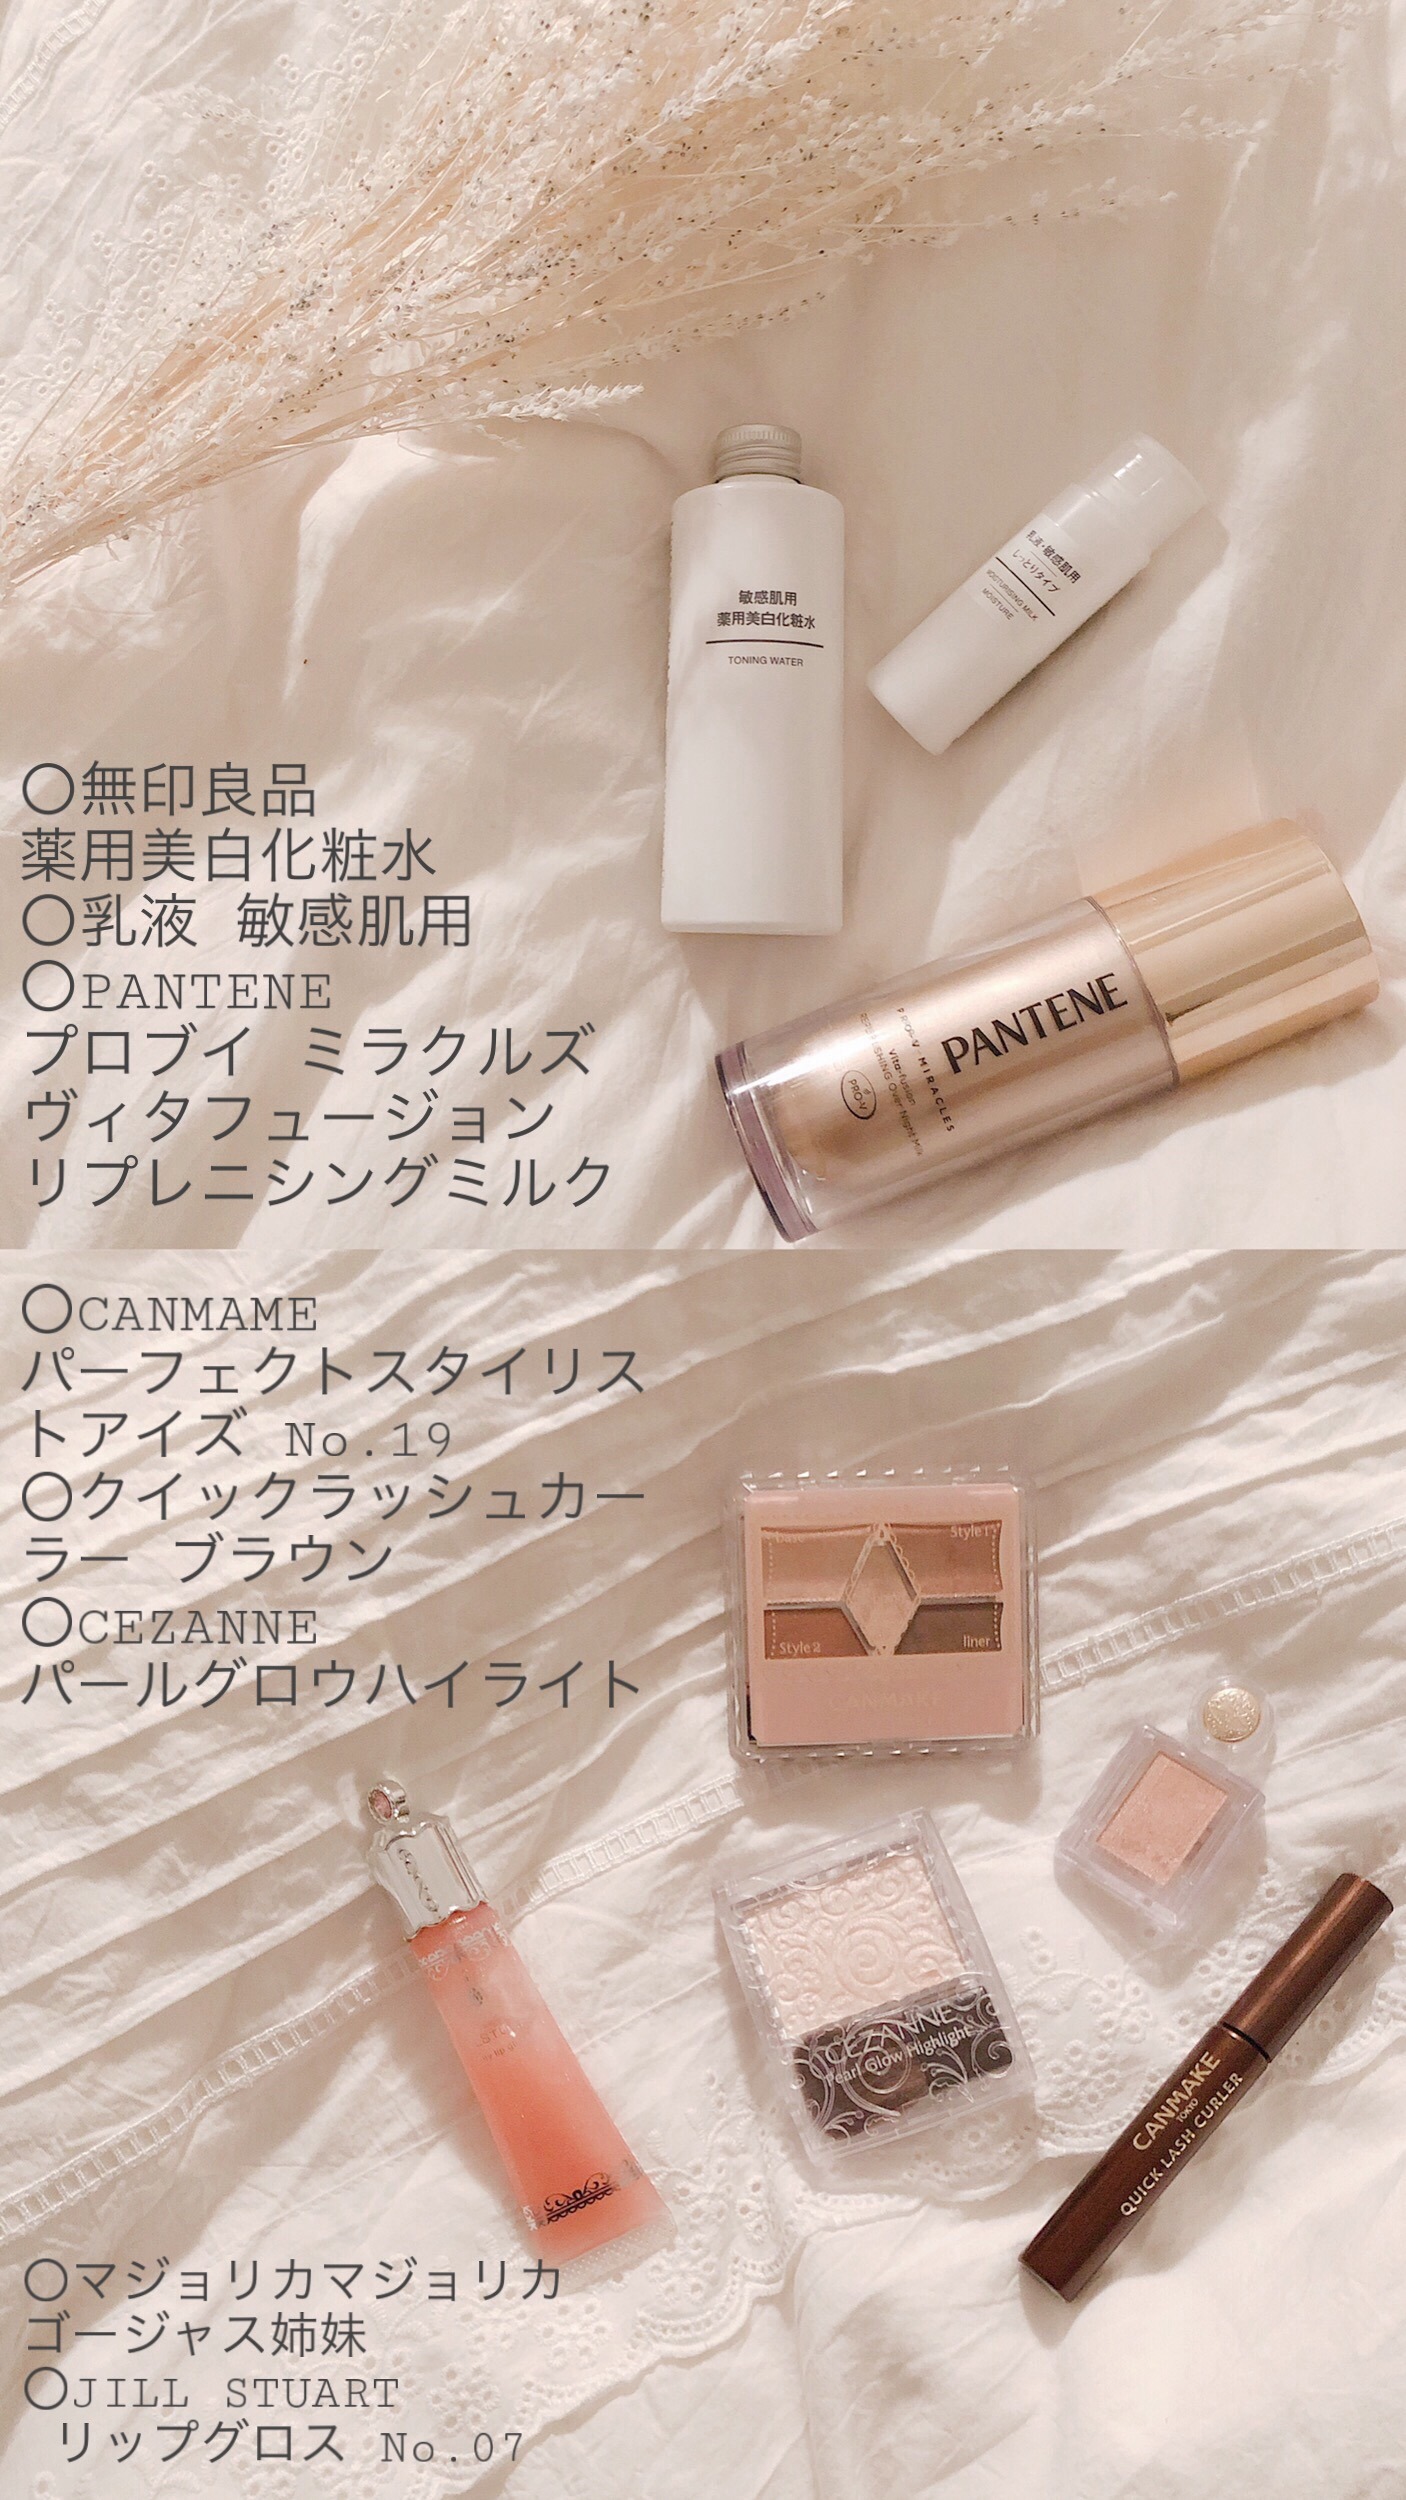 敏感肌用
薬用美白化粧水
TONING WATER
乳液・敏感肌用
しっとりタイプ
MOISTURISING MILK
MOISTURE
〇無印良品
薬用美白化粧水
〇乳液 敏感肌用
〇PANTENE
プロブイ ミラクルズ
ヴィタフュージョン
リプレニシングミルク
PANTENE
PRO-V MIRACLES
Vita-fusion
REPLENISHING Over Night Milk
PRO-V
〇CANMAME
パーフェクトスタイリス
トアイズ No.19
〇クイックラッシュカー
ラー ブラウン
〇CEZANNE
パールグロウハイライト
Base
Style1
Style2
liner
CANMAKE
CEZANNE
Pearl Glow Highlight
CANMAKE
TOKYO
QUICK LASH CURLER
〇マジョリカマジョリカ
ゴージャス姉妹
〇JILL STUART
リップグロス No.07